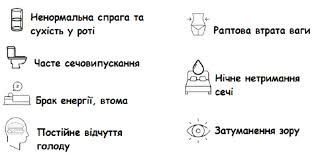 Ненормальна спрага та
сухість у роті
Часте сечовипускання
Брак енергії, втома
Постійне відчуття
голоду
Раптова втрата ваги
Нічне нетримання
сечі
Затуманення зору